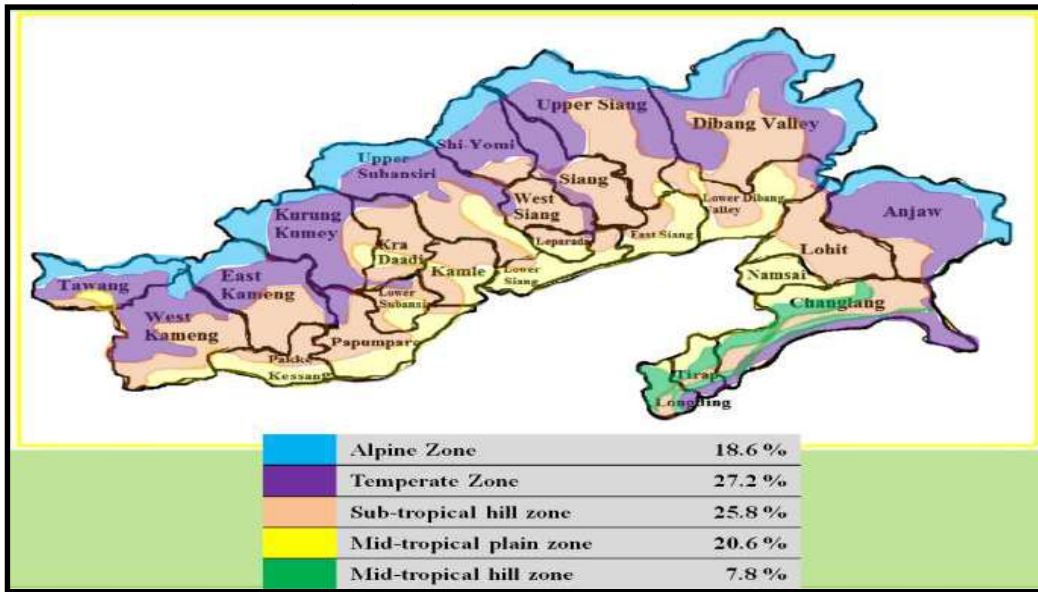 Upper Siang
Dibang Valley
Shi-Yomi
Upper
Subansiri
Siang
West
Siang
Lower Dibang
Valley
Anjaw
Kurung
Kumey
Kra
Daadi
Leparada
East Siang
Lohit
Kamle
Lower
Siang
Namsai
Tawang
East
Kameng
Lower
Subansiri
Changlang
West
Kameng
Papumpare
Pakke
Kessang
Tirap
Longding
Alpine Zone 18.6 %
Temperate Zone 27.2 %
Sub-tropical hill zone 25.8 %
Mid-tropical plain zone 20.6 %
Mid-tropical hill zone 7.8 %